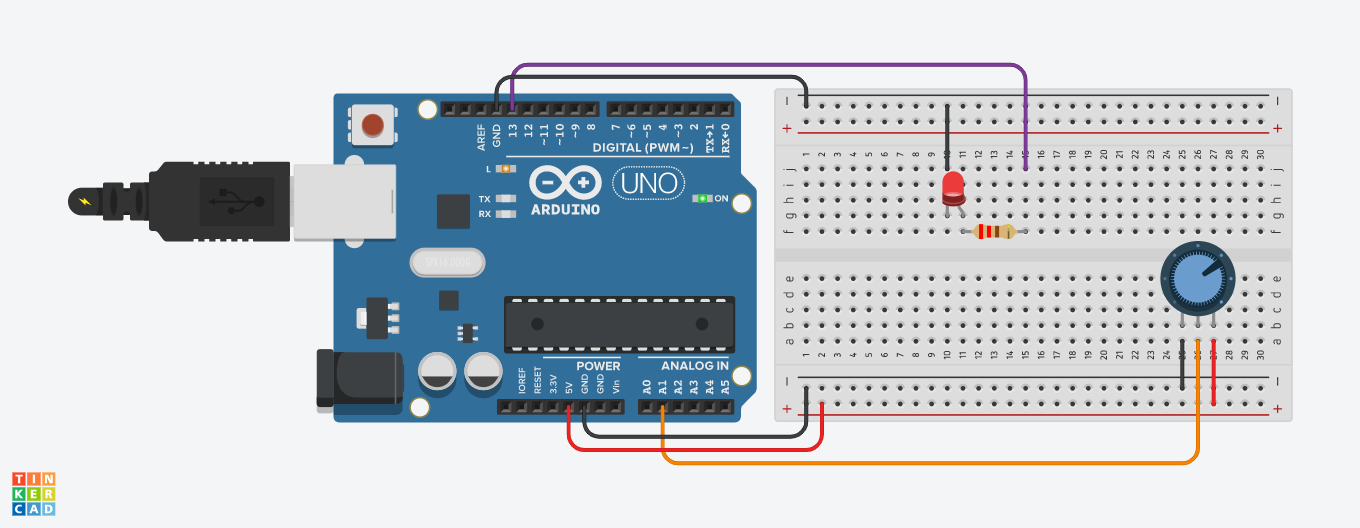 AREF
GND
13
12
~11
~10
~9
8
7
~6
~5
4
~3
2
TX→1
RX←0
DIGITAL (PWM~)
L
TX
RX
UNO
ARDUINO
ON
IOREF
RESET
3.3V
5V
GND
GND
Vin
POWER
ANALOG IN
A0
A1
A2
A3
A4
A5
1 2 3 4 5 6 7 8 9 10 11 12 13 14 15 16 17 18 19 20 21 22 23 24 25 26 27 28 29 30
j j
i i
h h
g g
f f
e e
d d
c c
b b
a a
1 2 3 4 5 6 7 8 9 10 11 12 13 14 15 16 17 18 19 20 21 22 23 24 25 26 27 28 29 30
TIN
KER
CAD